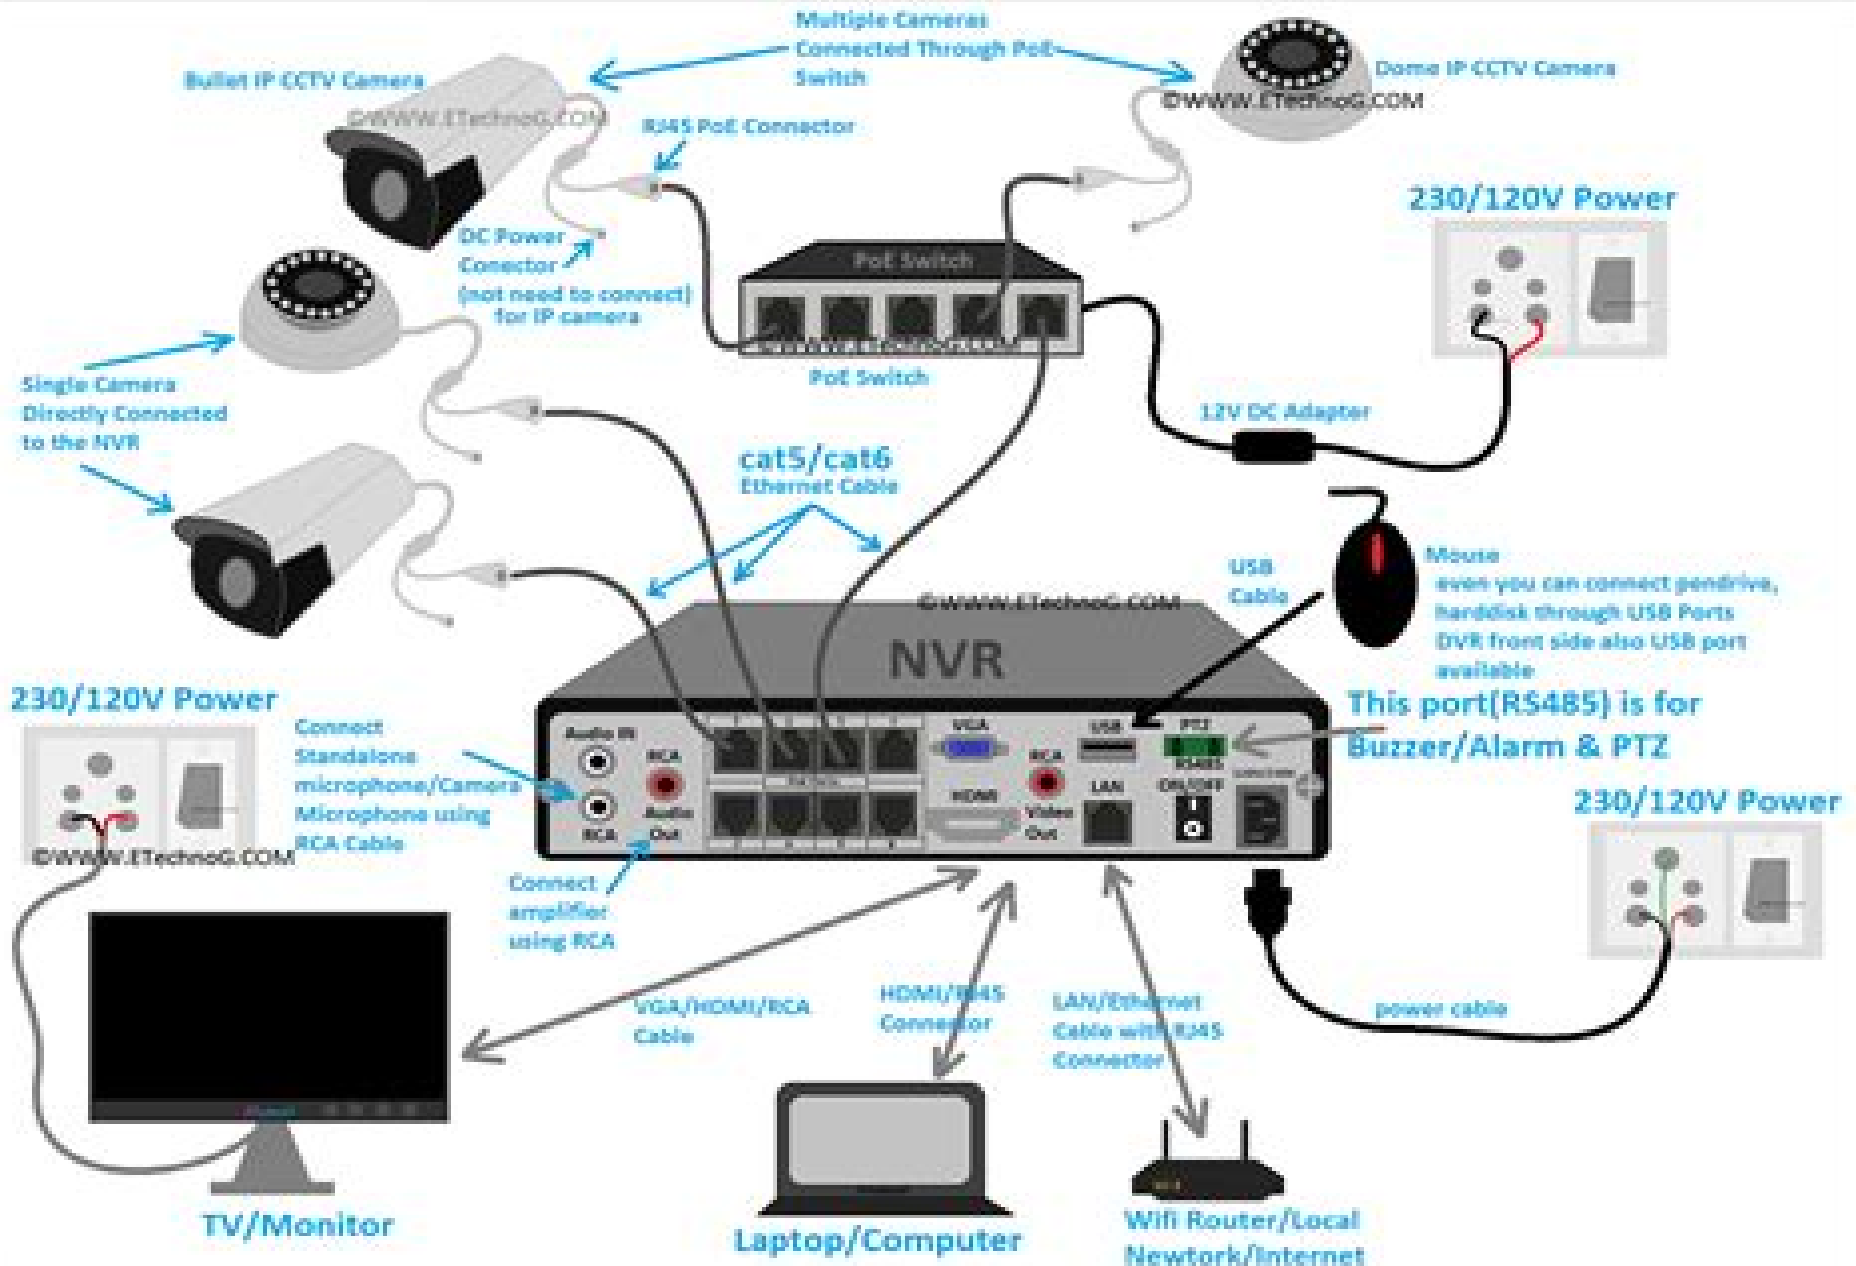 Multiple Cameras
Connected Through PoE
Switch
Bullet IP CCTV Camera
Dome IP CCTV Camera
©WWW.ETechnoG.COM
©WWW.ETechnoG.COM
RJ45 PoE Connector
230/120V Power
DC Power
Conector
(not need to connect)
for IP camera
PoE Switch
PoE Switch
Single Camera
Directly Connected
to the NVR
12V DC Adapter
cat5/cat6
Ethernet Cable
USB
Cable
Mouse
even you can connect pendrive,
harddisk through USB Ports
DVR front side also USB port
available
©WWW.ETechnoG.COM
NVR
230/120V Power
This port(RS485) is for
Buzzer/Alarm & PTZ
Connect
Standalone
microphone/Camera
Microphone using
RCA Cable
Audio IN
RCA
RCA
Audio
Out
VGA
HDMI
RCA
Video
Out
USB
LAN
PTZ
RS485
ON/OFF
230/120V Power
©WWW.ETechnoG.COM
Connect
amplifier
using RCA
VGA/HDMI/RCA
Cable
HDMI/RJ45
Connector
LAN/Ethernet
Cable with RJ45
Connector
power cable
TV/Monitor
Laptop/Computer
Wifi Router/Local
Newtork/Internet